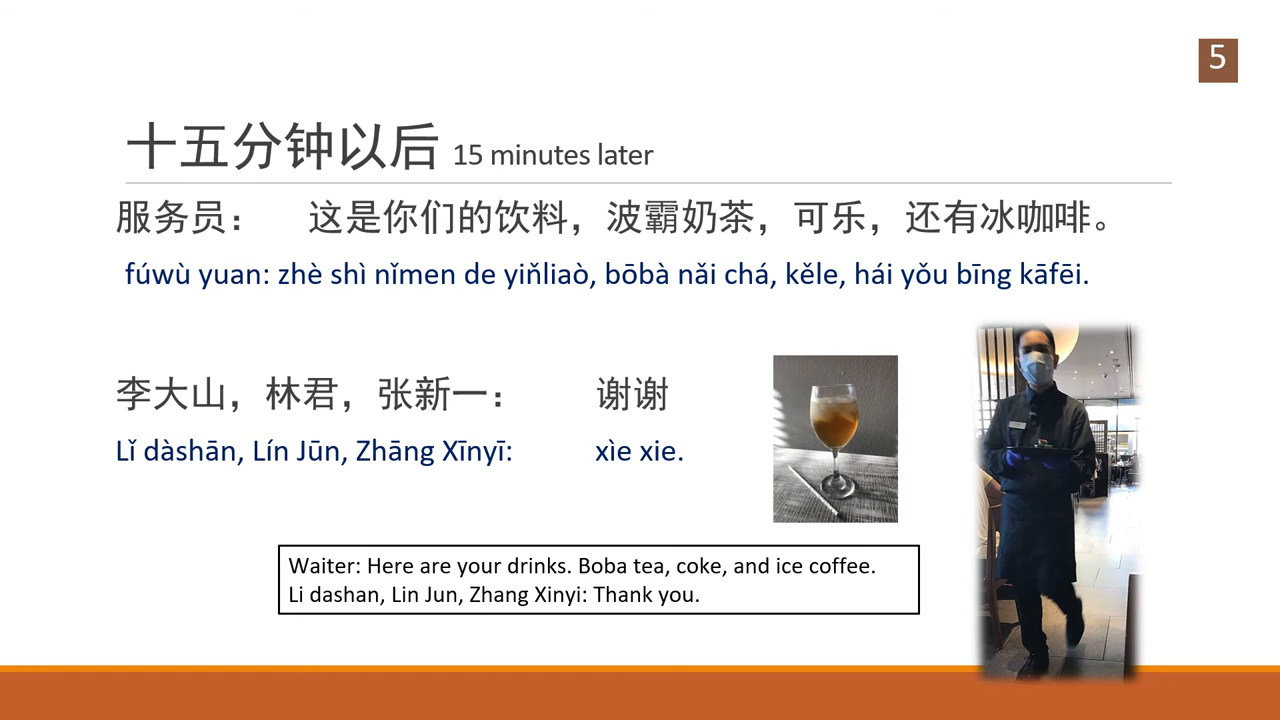 5
十五分钟以后 15 minutes later
服务员： 这是你们的饮料，波霸奶茶，可乐，还有冰咖啡。
fúwù yuan: zhè shì nǐmen de yiňliaò, bōbà nǎi chá, kěle, hái yǒu bīng kāfēi.
李大山，林君，张新一： 谢谢
Lǐ dàshān, Lín Jūn, Zhāng Xīnyī: xìe xie.
Waiter: Here are your drinks. Boba tea, coke, and ice coffee.
Li dashan, Lin Jun, Zhang Xinyi: Thank you.